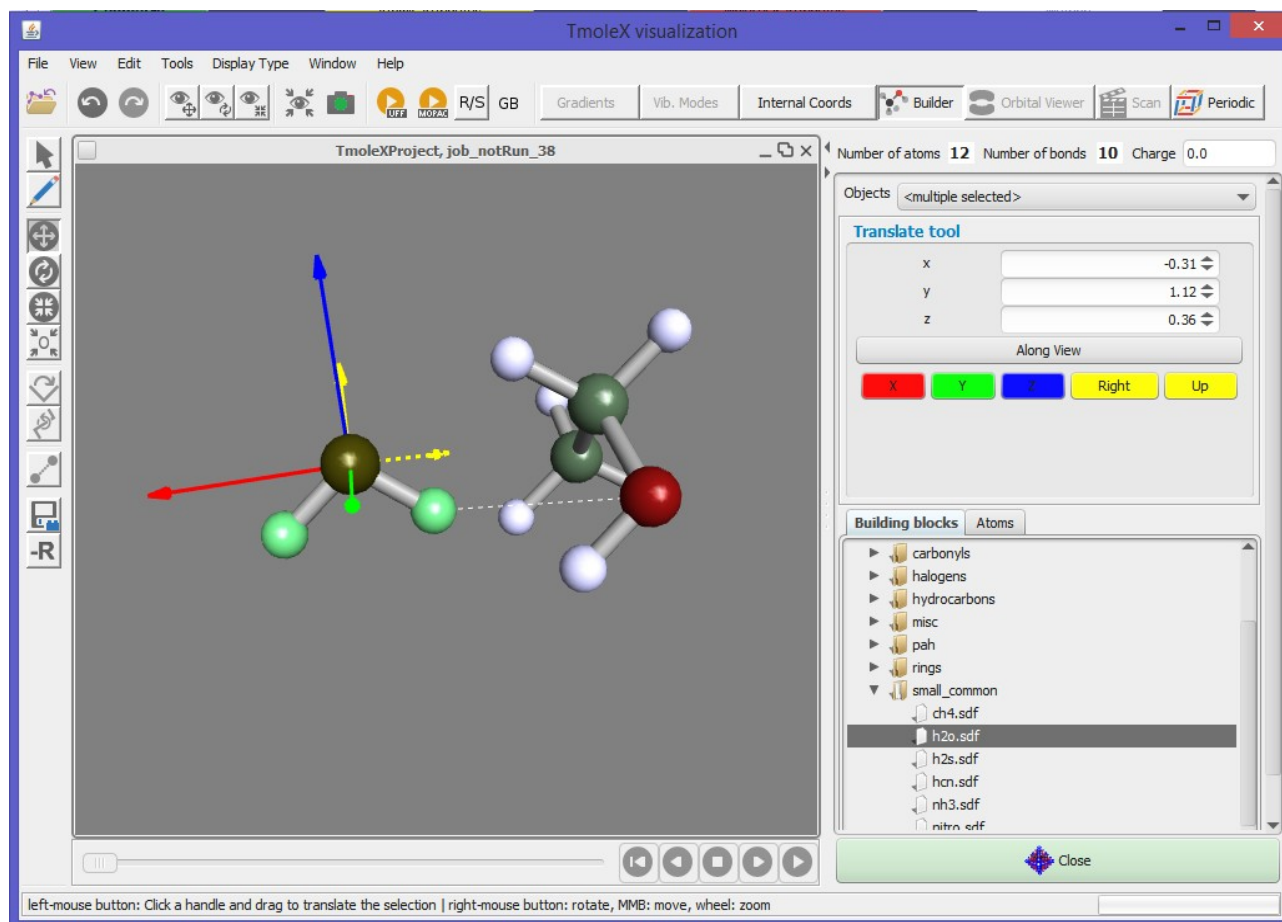 TmoleX visualization
File View Edit Tools Display Type Window Help
UFF MOPAC R/S GB Gradients Vib. Modes Internal Coords Builder Orbital Viewer Scan Periodic
TmoleXProject, job_notRun_38
Number of atoms 12 Number of bonds 10 Charge 0.0
Objects <multiple selected>
Translate tool
x -0.31
y 1.12
z 0.36
Along View
X Y Z Right Up
Building blocks Atoms
carbonyls
halogens
hydrocarbons
misc
pah
rings
small_common
ch4.sdf
h2o.sdf
h2s.sdf
hcn.sdf
nh3.sdf
nitro.sdf
-R
Close
left-mouse button: Click a handle and drag to translate the selection | right-mouse button: rotate, MMB: move, wheel: zoom